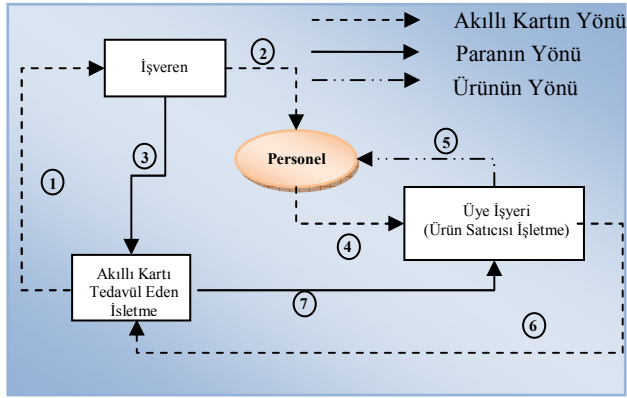 Akıllı Kartın Yönü
Paranın Yönü
Ürünün Yönü
İşveren
2
3
1
Personel
5
4
Üye İşyeri
(Ürün Satıcısı İşletme)
Akıllı Kartı
Tedavül Eden
İsletme
7
6